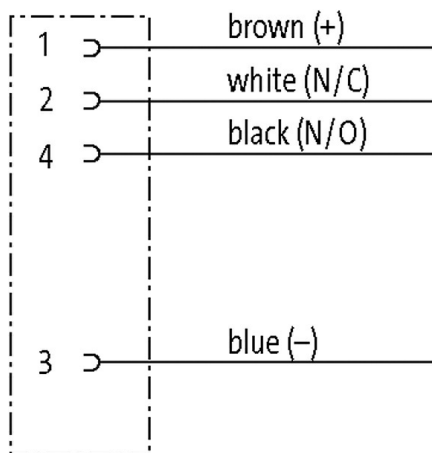 1 brown (+)
2 white (N/C)
4 black (N/O)
3 blue (–)